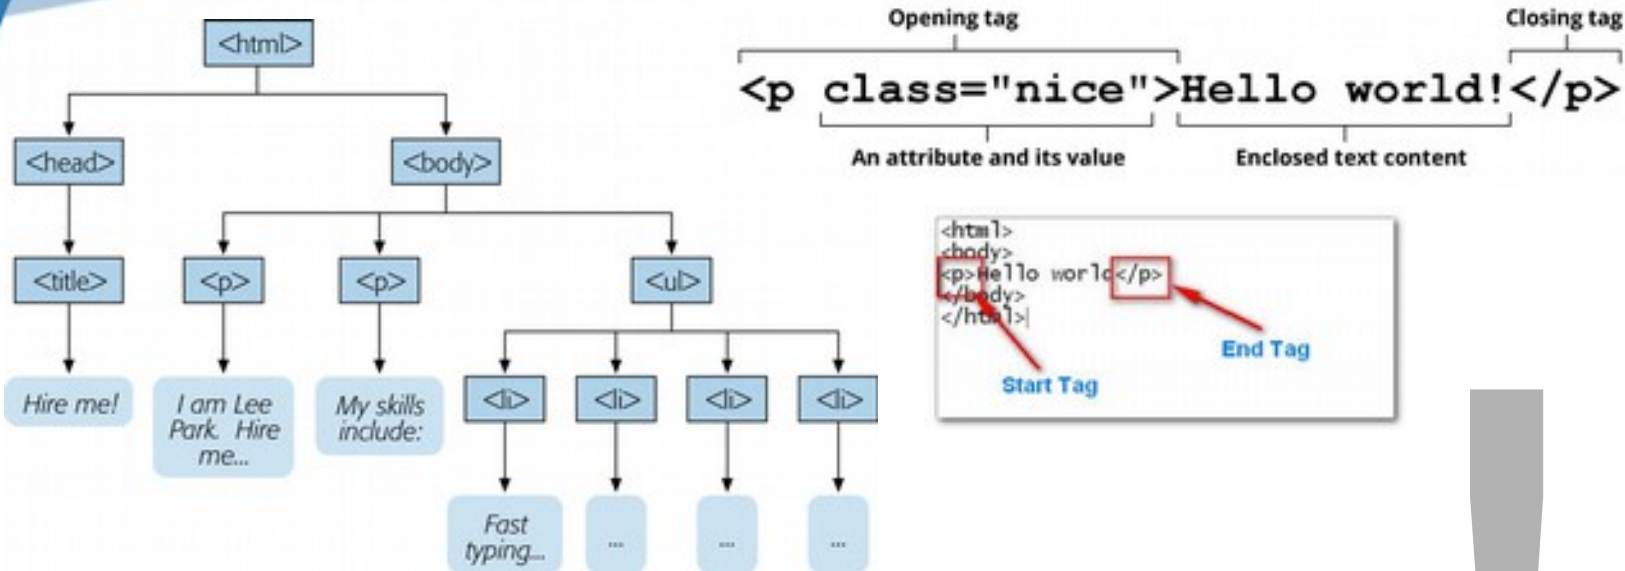 <html>
<head>
<body>
<title>
<p>
<p>
<ul>
Hire me!
I am Lee
Park. Hire
me...
My skills
include:
<li>
<li>
<li>
<li>
Fast
typing...
...
...
...
Opening tag
Closing tag
<p class="nice">Hello world!</p>
An attribute and its value
Enclosed text content
<html>
<body>
<p>Hello world</p>
</body>
</html>
End Tag
Start Tag